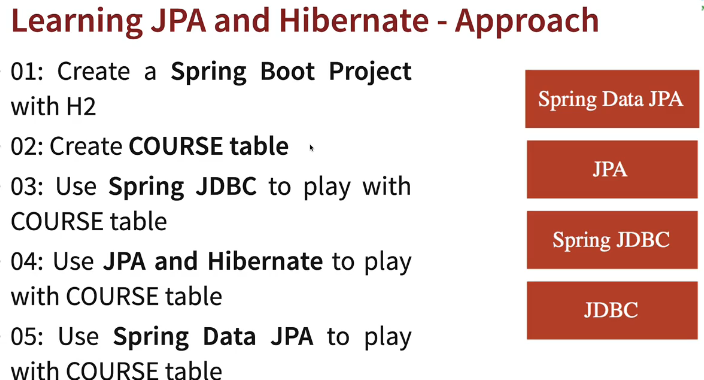 Learning JPA and Hibernate - Approach
01: Create a Spring Boot Project
with H2
02: Create COURSE table
03: Use Spring JDBC to play with
COURSE table
04: Use JPA and Hibernate to play
with COURSE table
05: Use Spring Data JPA to play
with COURSE table
Spring Data JPA
JPA
Spring JDBC
JDBC